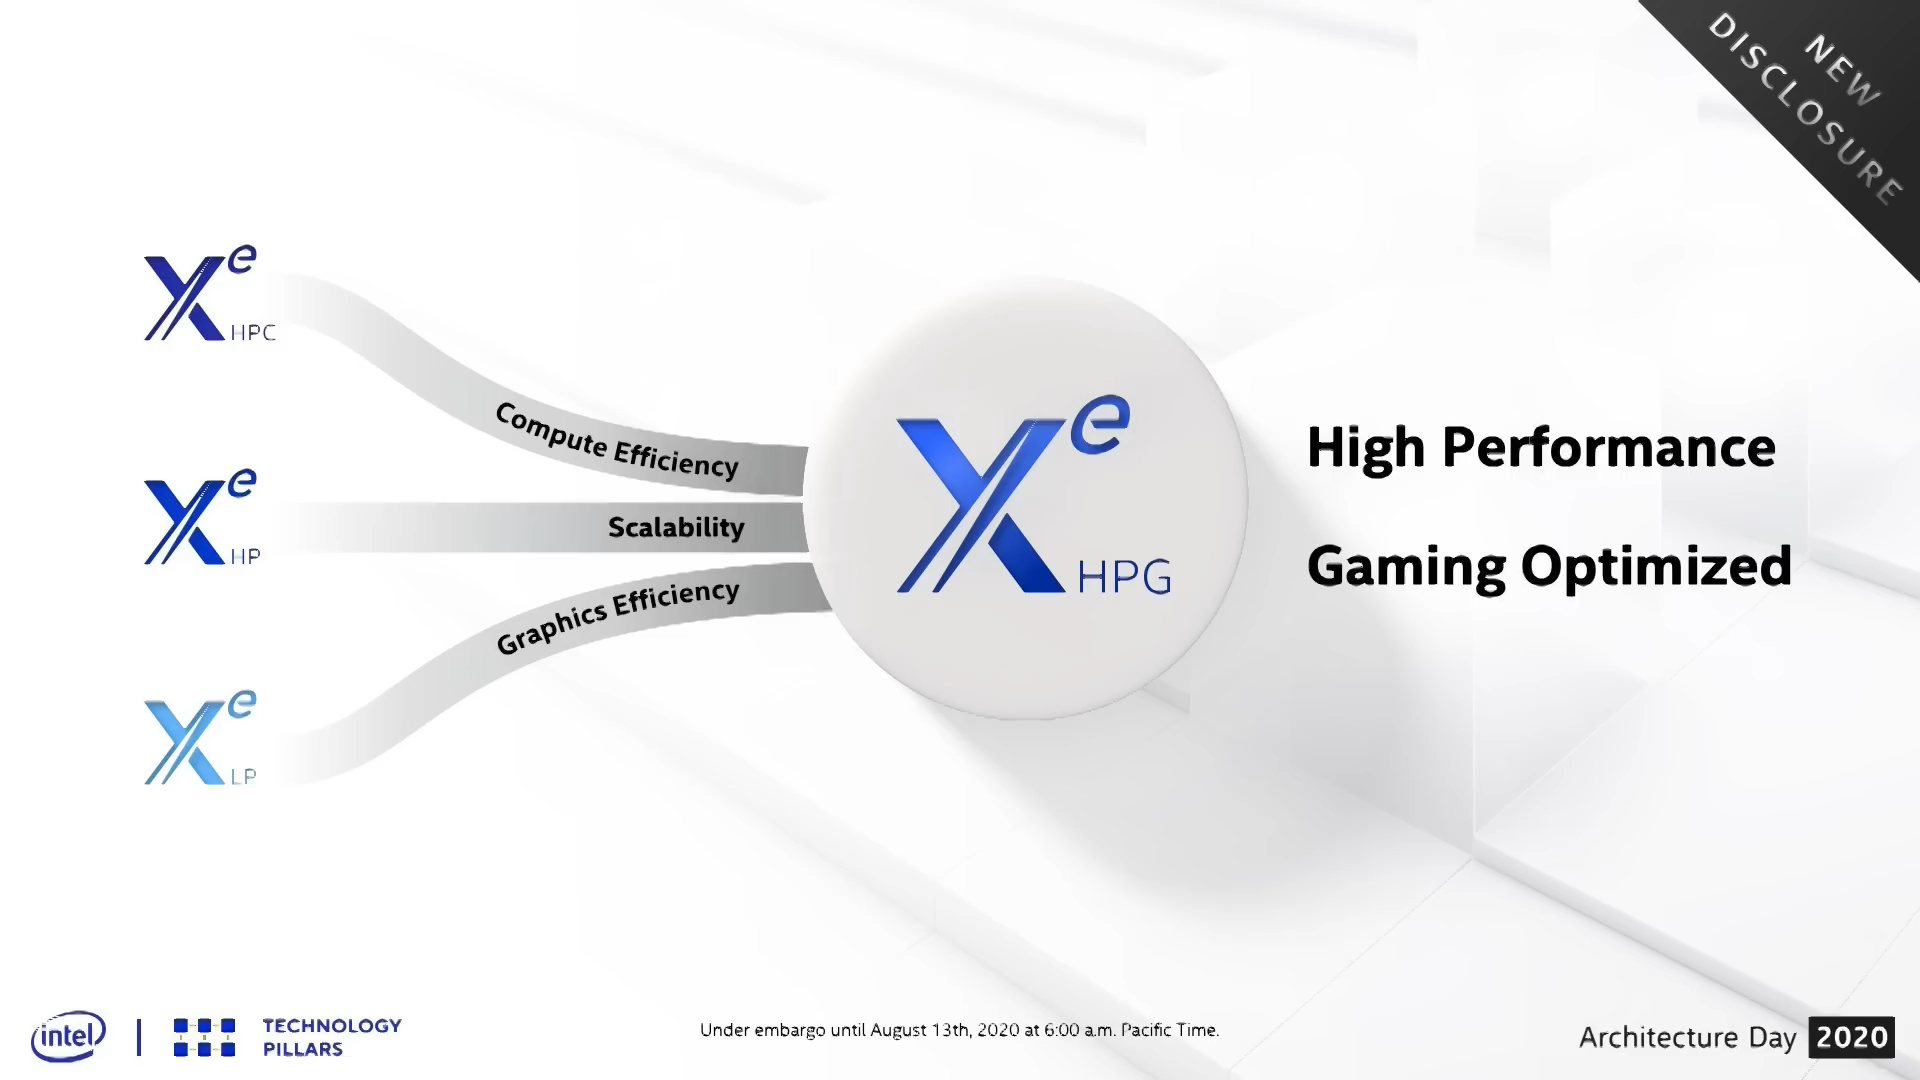 NEW
DISCLOSURE
Xe HPC
Compute Efficiency
Xe HP
Scalability
Xe LP
Graphics Efficiency
Xe HPG
High Performance
Gaming Optimized
intel
TECHNOLOGY
PILLARS
Under embargo until August 13th, 2020 at 6:00 a.m. Pacific Time.
Architecture Day 2020